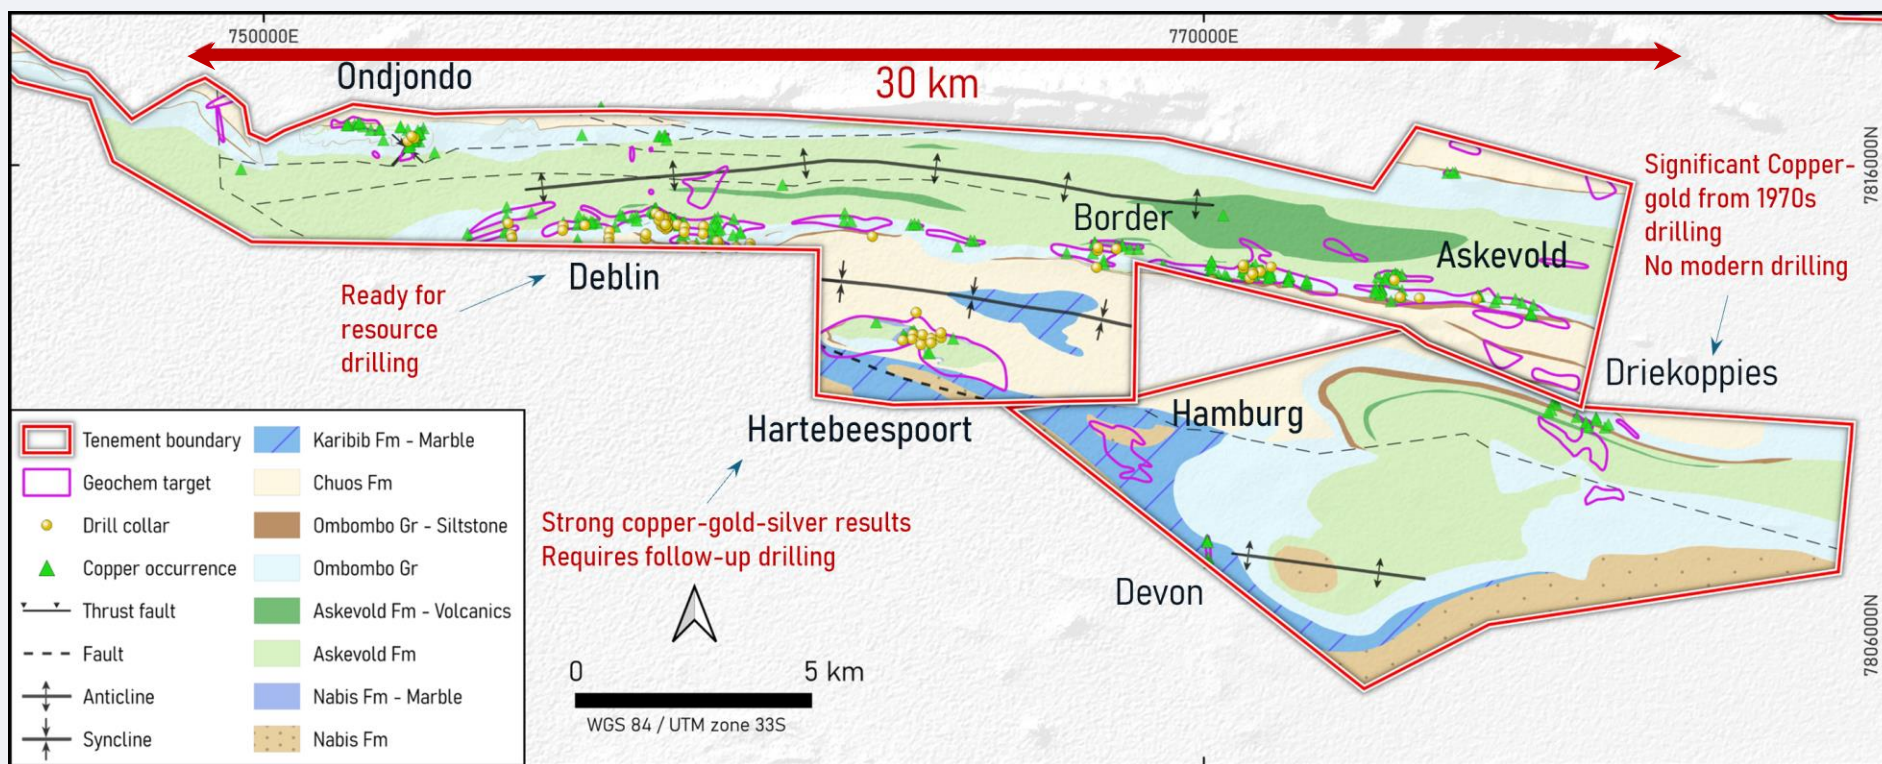 750000E
770000E
30 km
Ondjondo
7816000N
Significant Copper-
gold from 1970s
drilling
No modern drilling
Border
Askevold
Deblin
Ready for
resource
drilling
Driekoppies
Hamburg
Hartebeespoort
Strong copper-gold-silver results
Requires follow-up drilling
Devon
7806000N
0 5 km
WGS 84 / UTM zone 33S
Tenement boundary
Geochem target
Drill collar
Copper occurrence
Thrust fault
Fault
Anticline
Syncline
Karibib Fm - Marble
Chuos Fm
Ombombo Gr - Siltstone
Ombombo Gr
Askevold Fm - Volcanics
Askevold Fm
Nabis Fm - Marble
Nabis Fm